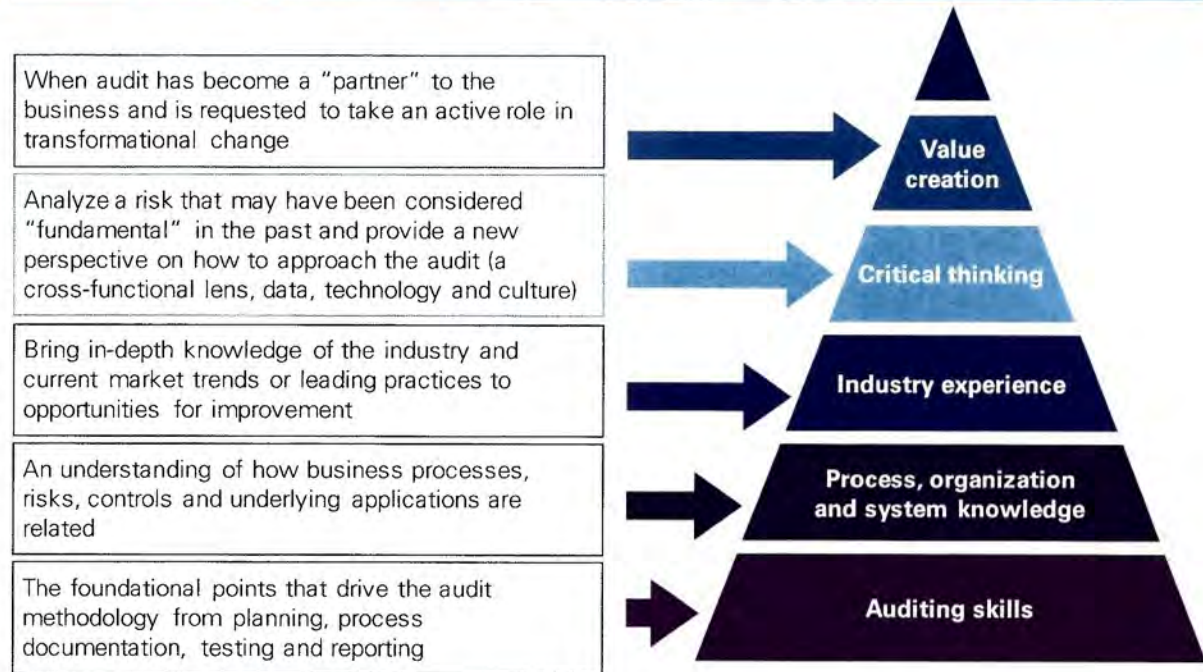 When audit has become a “partner” to the
business and is requested to take an active role in
transformational change
Value
creation
Analyze a risk that may have been considered
“fundamental” in the past and provide a new
perspective on how to approach the audit (a
cross-functional lens, data, technology and culture)
Critical thinking
Bring in-depth knowledge of the industry and
current market trends or leading practices to
opportunities for improvement
Industry experience
An understanding of how business processes,
risks, controls and underlying applications are
related
Process, organization
and system knowledge
The foundational points that drive the audit
methodology from planning, process
documentation, testing and reporting
Auditing skills